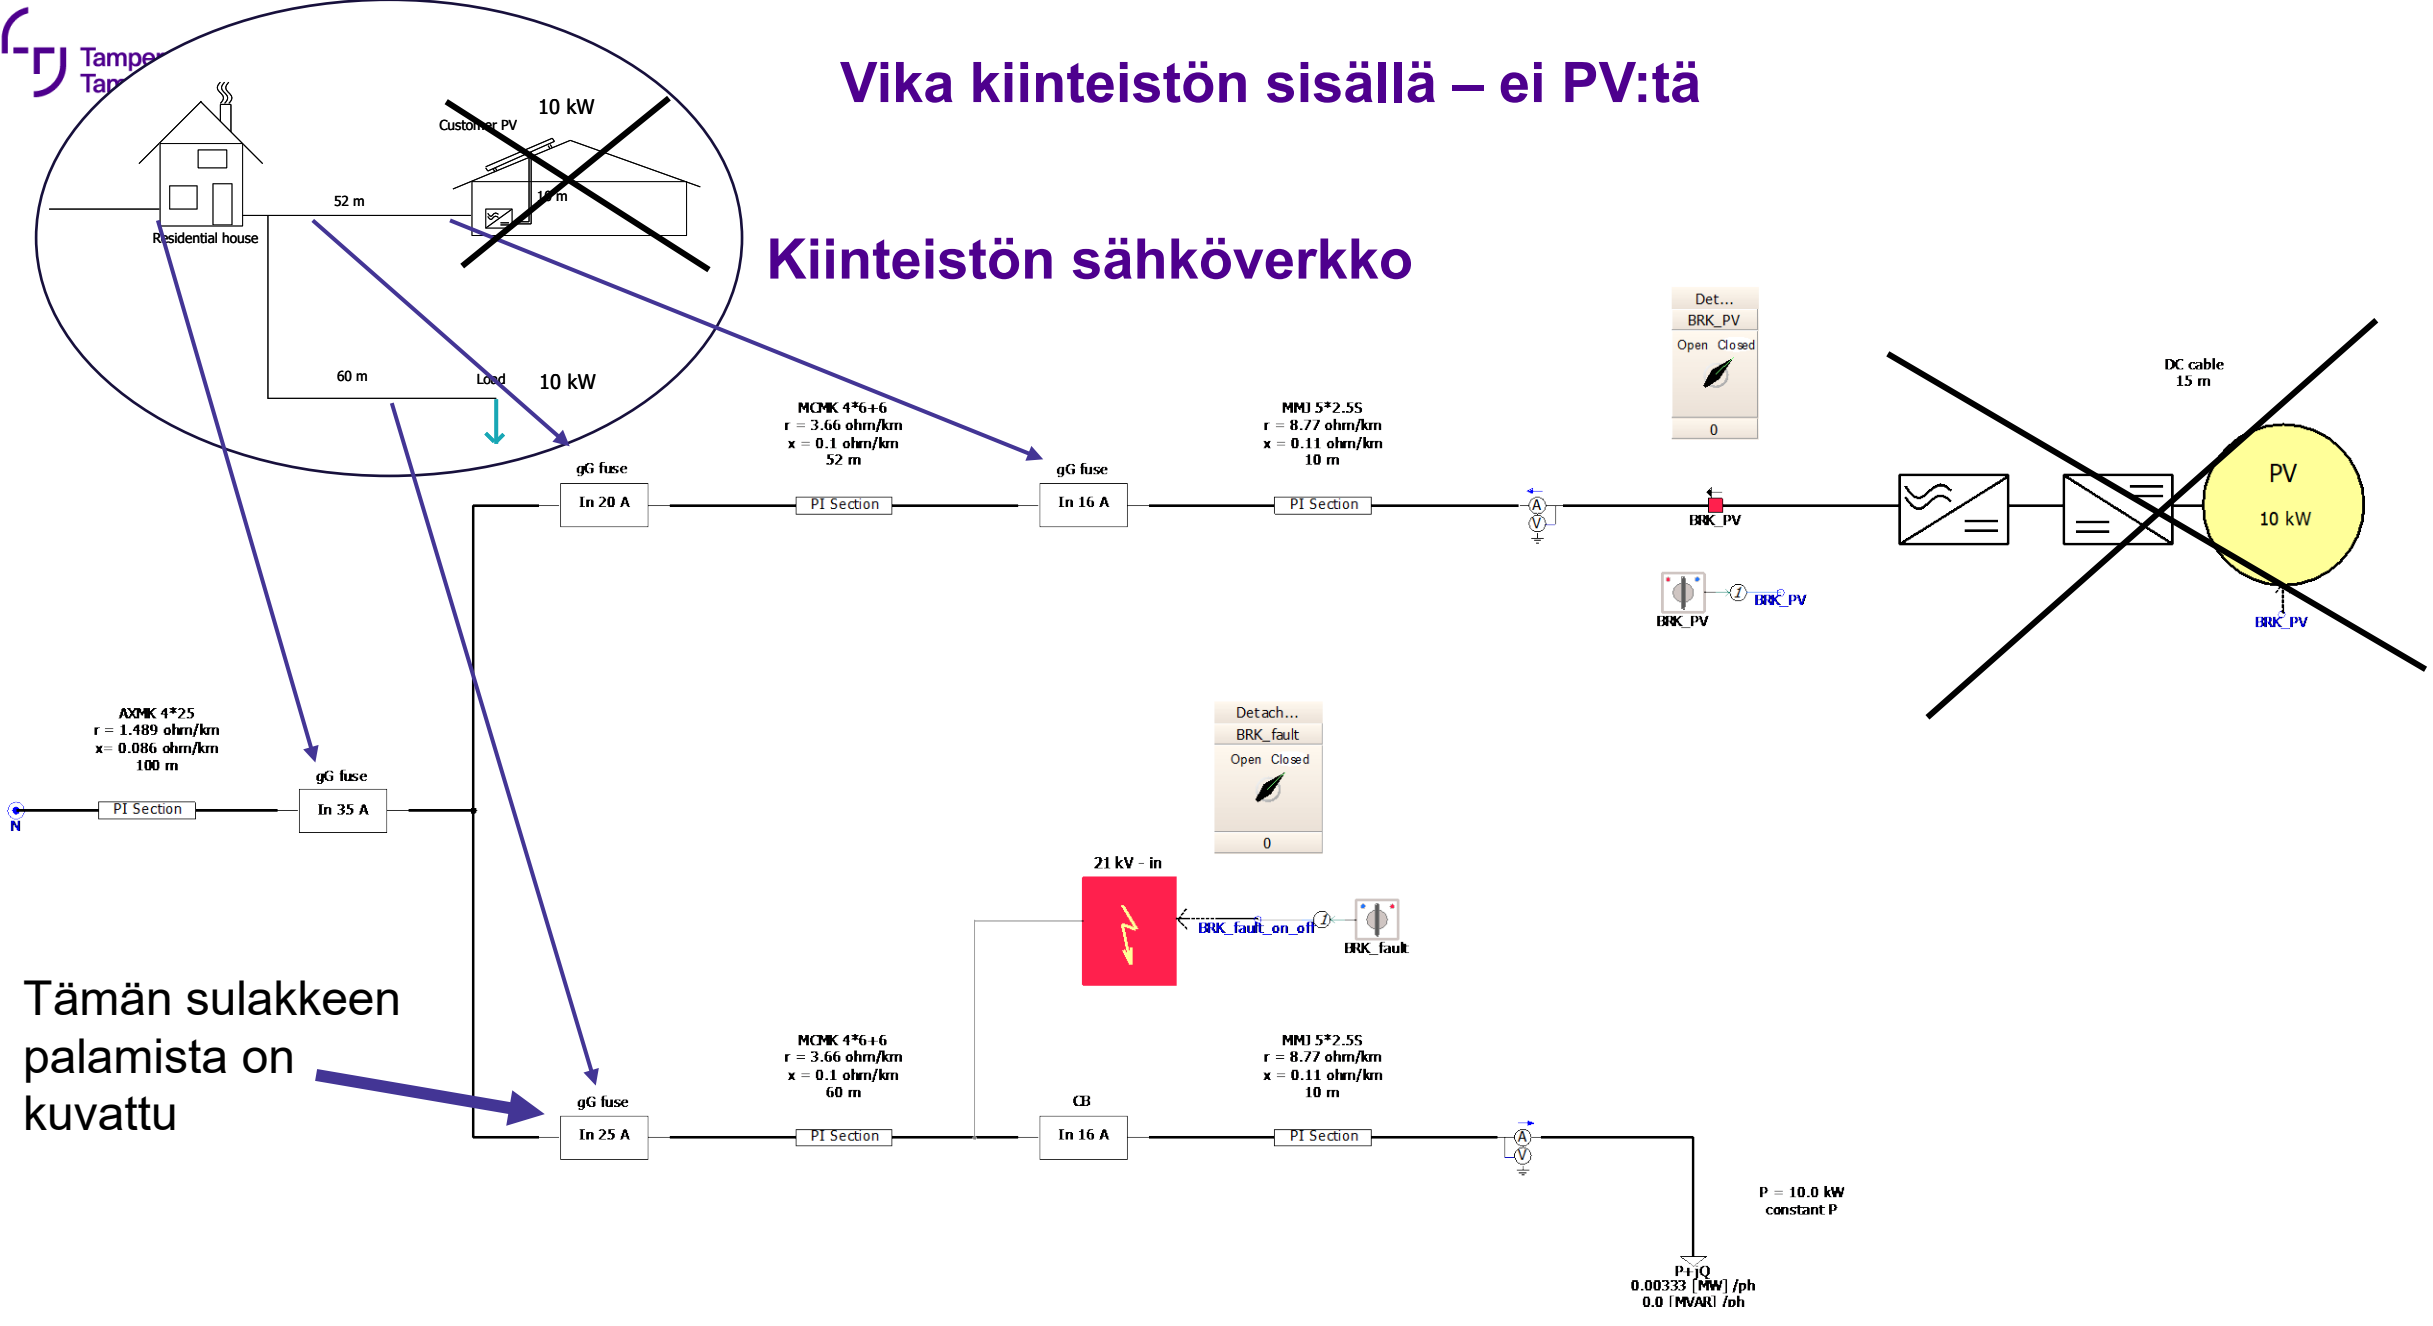 Tampe
Tam
Vika kiinteistön sisällä – ei PV:tä
10 kW
Customer PV
52 m
Residential house
Kiinteistön sähköverkko
60 m
Load
10 kW
Det...
BRK_PV
Open Closed
0
DC cable
15 m
MCMK 4*6+6
r = 3.66 ohm/km
x = 0.1 ohm/km
52 m
MMJ 5*2.5S
r = 8.77 ohm/km
x = 0.11 ohm/km
10 m
gG fuse
In 20 A
PI Section
gG fuse
In 16 A
PI Section
A
V
BRK_PV
PV
10 kW
BRK_PV
1
BRK_PV
BRK_PV
AXMK 4*25
r = 1.489 ohm/km
x= 0.086 ohm/km
100 m
N
PI Section
gG fuse
In 35 A
Detach...
BRK_fault
Open Closed
0
21 kV - in
BRK_fault_on_off
1
BRK_fault
Tämän sulakkeen
palamista on
kuvattu
MCMK 4*6+6
r = 3.66 ohm/km
x = 0.1 ohm/km
60 m
MMJ 5*2.5S
r = 8.77 ohm/km
x = 0.11 ohm/km
10 m
gG fuse
In 25 A
PI Section
CB
In 16 A
PI Section
A
V
P = 10.0 kW
constant P
P+jQ
0.00333 [MW] /ph
0.0 [MVAR] /ph